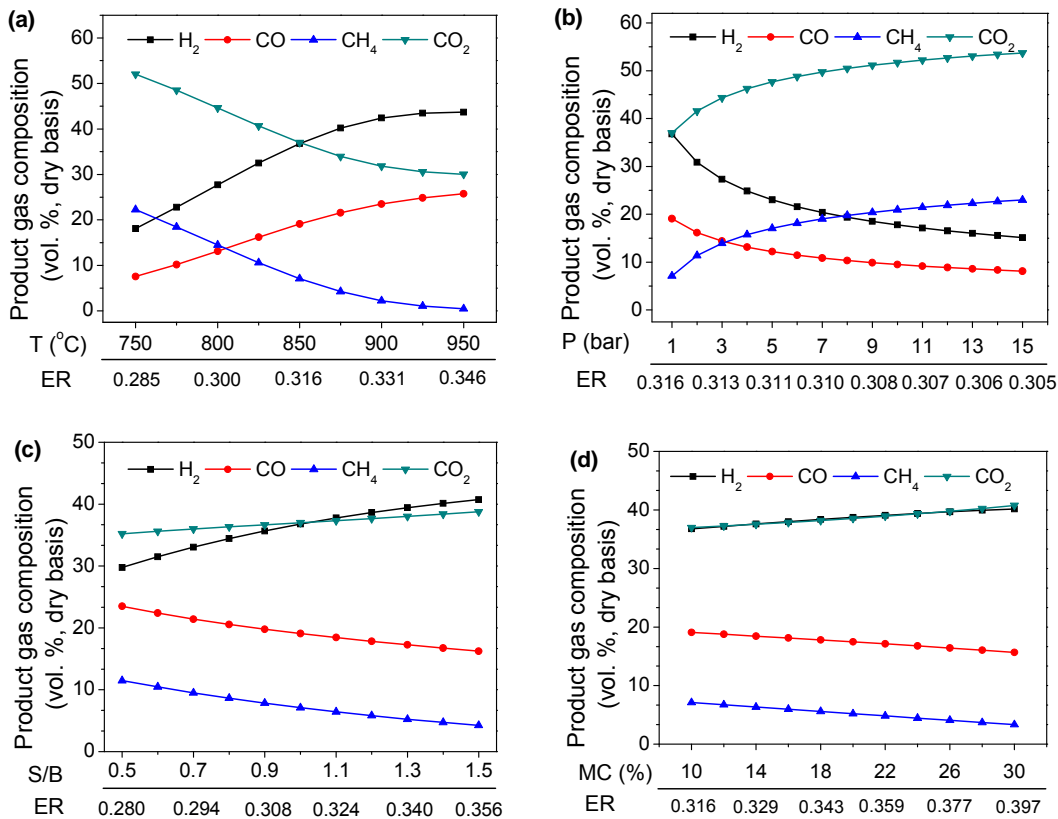 (a)
H2 CO CH4 CO2
Product gas composition
(vol. %, dry basis)
60
50
40
30
20
10
0
T (°C) 750 800 850 900 950
ER 0.285 0.300 0.316 0.331 0.346
(b)
H2 CO CH4 CO2
Product gas composition
(vol. %, dry basis)
60
50
40
30
20
10
0
P (bar) 1 3 5 7 9 11 13 15
ER 0.316 0.313 0.311 0.310 0.308 0.307 0.306 0.305
(c)
H2 CO CH4 CO2
Product gas composition
(vol. %, dry basis)
50
40
30
20
10
0
S/B 0.5 0.7 0.9 1.1 1.3 1.5
ER 0.280 0.294 0.308 0.324 0.340 0.356
(d)
H2 CO CH4 CO2
Product gas composition
(vol. %, dry basis)
50
40
30
20
10
0
MC (%) 10 14 18 22 26 30
ER 0.316 0.329 0.343 0.359 0.377 0.397